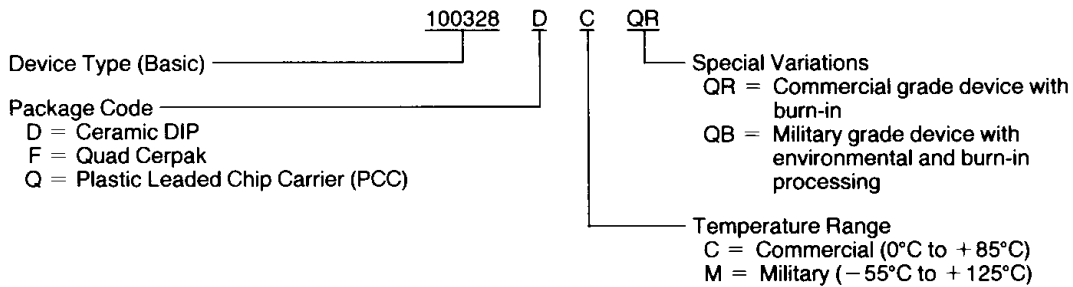 100328 D C QR
Device Type (Basic)
Package Code
D = Ceramic DIP
F = Quad Cerpak
Q = Plastic Leaded Chip Carrier (PCC)
Special Variations
QR = Commercial grade device with
burn-in
QB = Military grade device with
environmental and burn-in
processing
Temperature Range
C = Commercial (0°C to +85°C)
M = Military (−55°C to +125°C)